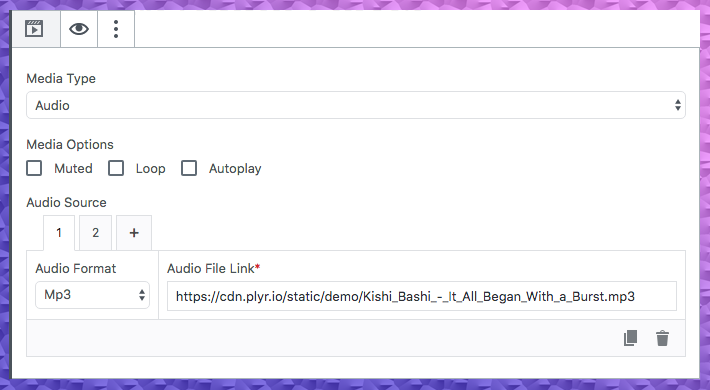 Media Type
Audio
Media Options
Muted Loop Autoplay
Audio Source
1 2 +
Audio Format Audio File Link*
Mp3 https://cdn.plyr.io/static/demo/Kishi_Bashi_-_It_All_Began_With_a_Burst.mp3